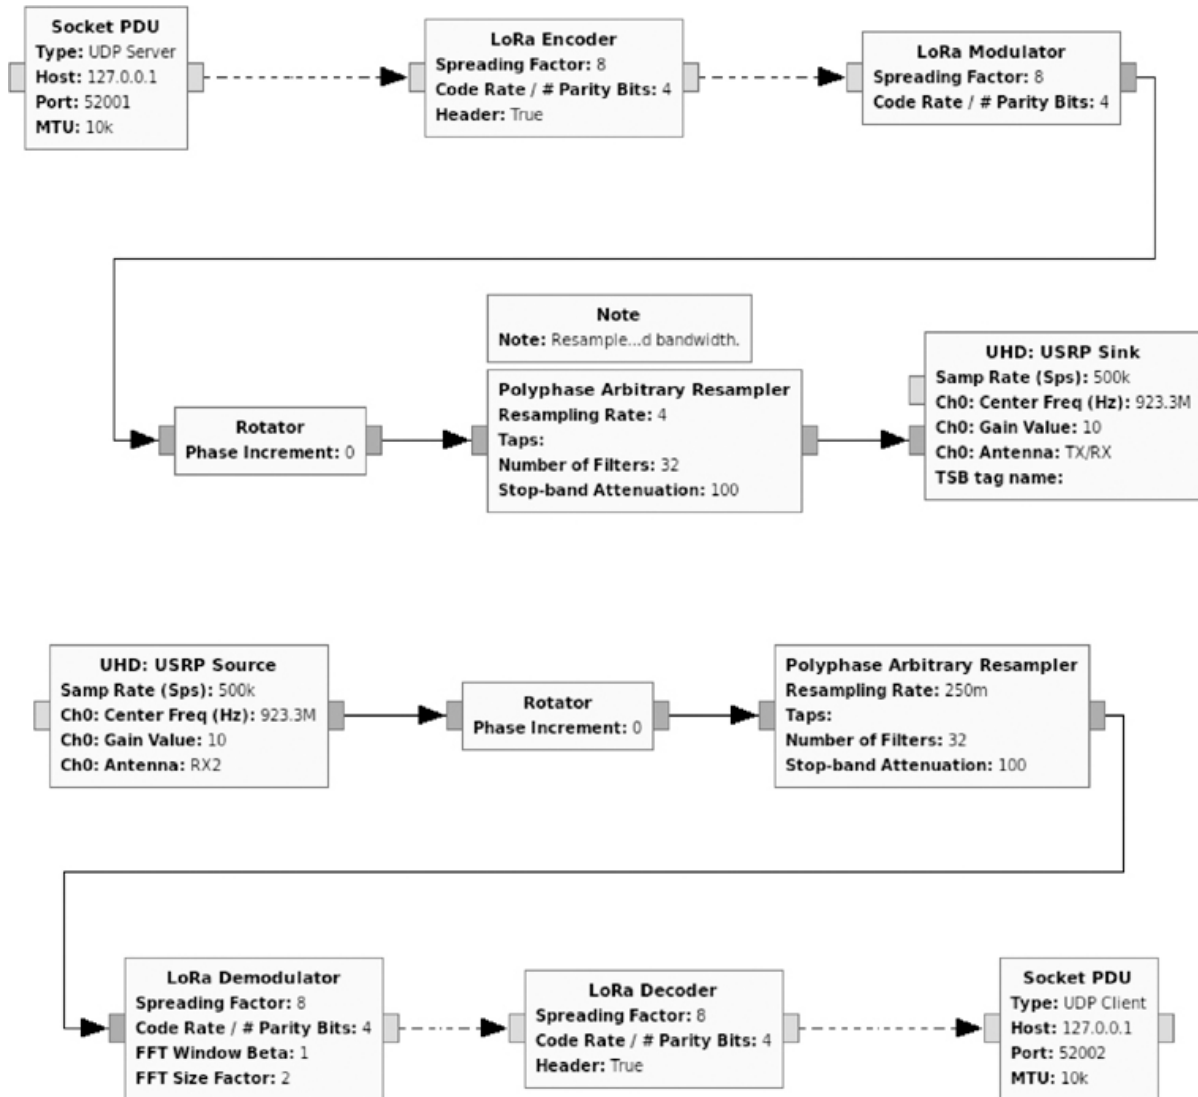 Socket PDU
Type: UDP Server
Host: 127.0.0.1
Port: 52001
MTU: 10k
LoRa Encoder
Spreading Factor: 8
Code Rate / # Parity Bits: 4
Header: True
LoRa Modulator
Spreading Factor: 8
Code Rate / # Parity Bits: 4
Rotator
Phase Increment: 0
Note
Note: Resample...d bandwidth.
Polyphase Arbitrary Resampler
Resampling Rate: 4
Taps:
Number of Filters: 32
Stop-band Attenuation: 100
UHD: USRP Sink
Samp Rate (Sps): 500k
Ch0: Center Freq (Hz): 923.3M
Ch0: Gain Value: 10
Ch0: Antenna: TX/RX
TSB tag name:
UHD: USRP Source
Samp Rate (Sps): 500k
Ch0: Center Freq (Hz): 923.3M
Ch0: Gain Value: 10
Ch0: Antenna: RX2
Rotator
Phase Increment: 0
Polyphase Arbitrary Resampler
Resampling Rate: 250m
Taps:
Number of Filters: 32
Stop-band Attenuation: 100
LoRa Demodulator
Spreading Factor: 8
Code Rate / # Parity Bits: 4
FFT Window Beta: 1
FFT Size Factor: 2
LoRa Decoder
Spreading Factor: 8
Code Rate / # Parity Bits: 4
Header: True
Socket PDU
Type: UDP Client
Host: 127.0.0.1
Port: 52002
MTU: 10k